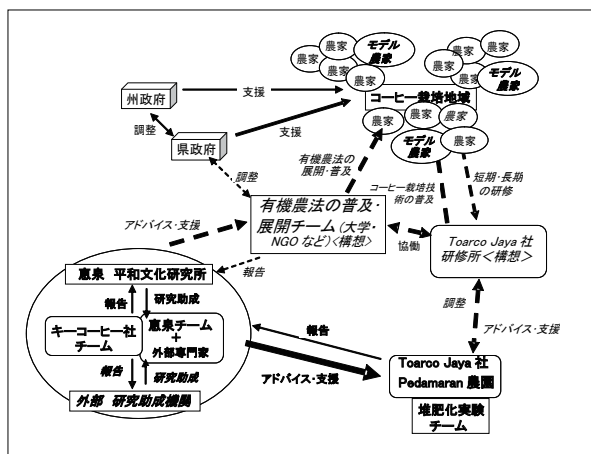 農家
農家
モデル
農家
農家
農家
農家
農家
農家
農家
モデル
農家
州政府
支援
コーヒー栽培地域
調整
支援
農家
農家
農家
県政府
モデル
農家
農家
有機農法の
展開・普及
調整
コーヒー栽培技
術の普及
短期・長期
の研修
有機農法の普及・
展開チーム(大学・
NGO など)<構想>
アドバイス・支援
協働
Toarco Jaya 社
研修所<構想>
報告
恵泉 平和文化研究所
報告
研究助成
調整
キーコーヒー社
チーム
恵泉チーム
+
外部専門家
報告
アドバイス・支援
報告
研究助成
アドバイス・支援
Toarco Jaya 社
Pedamaran 農園
外部 研究助成機関
堆肥化実験
チーム